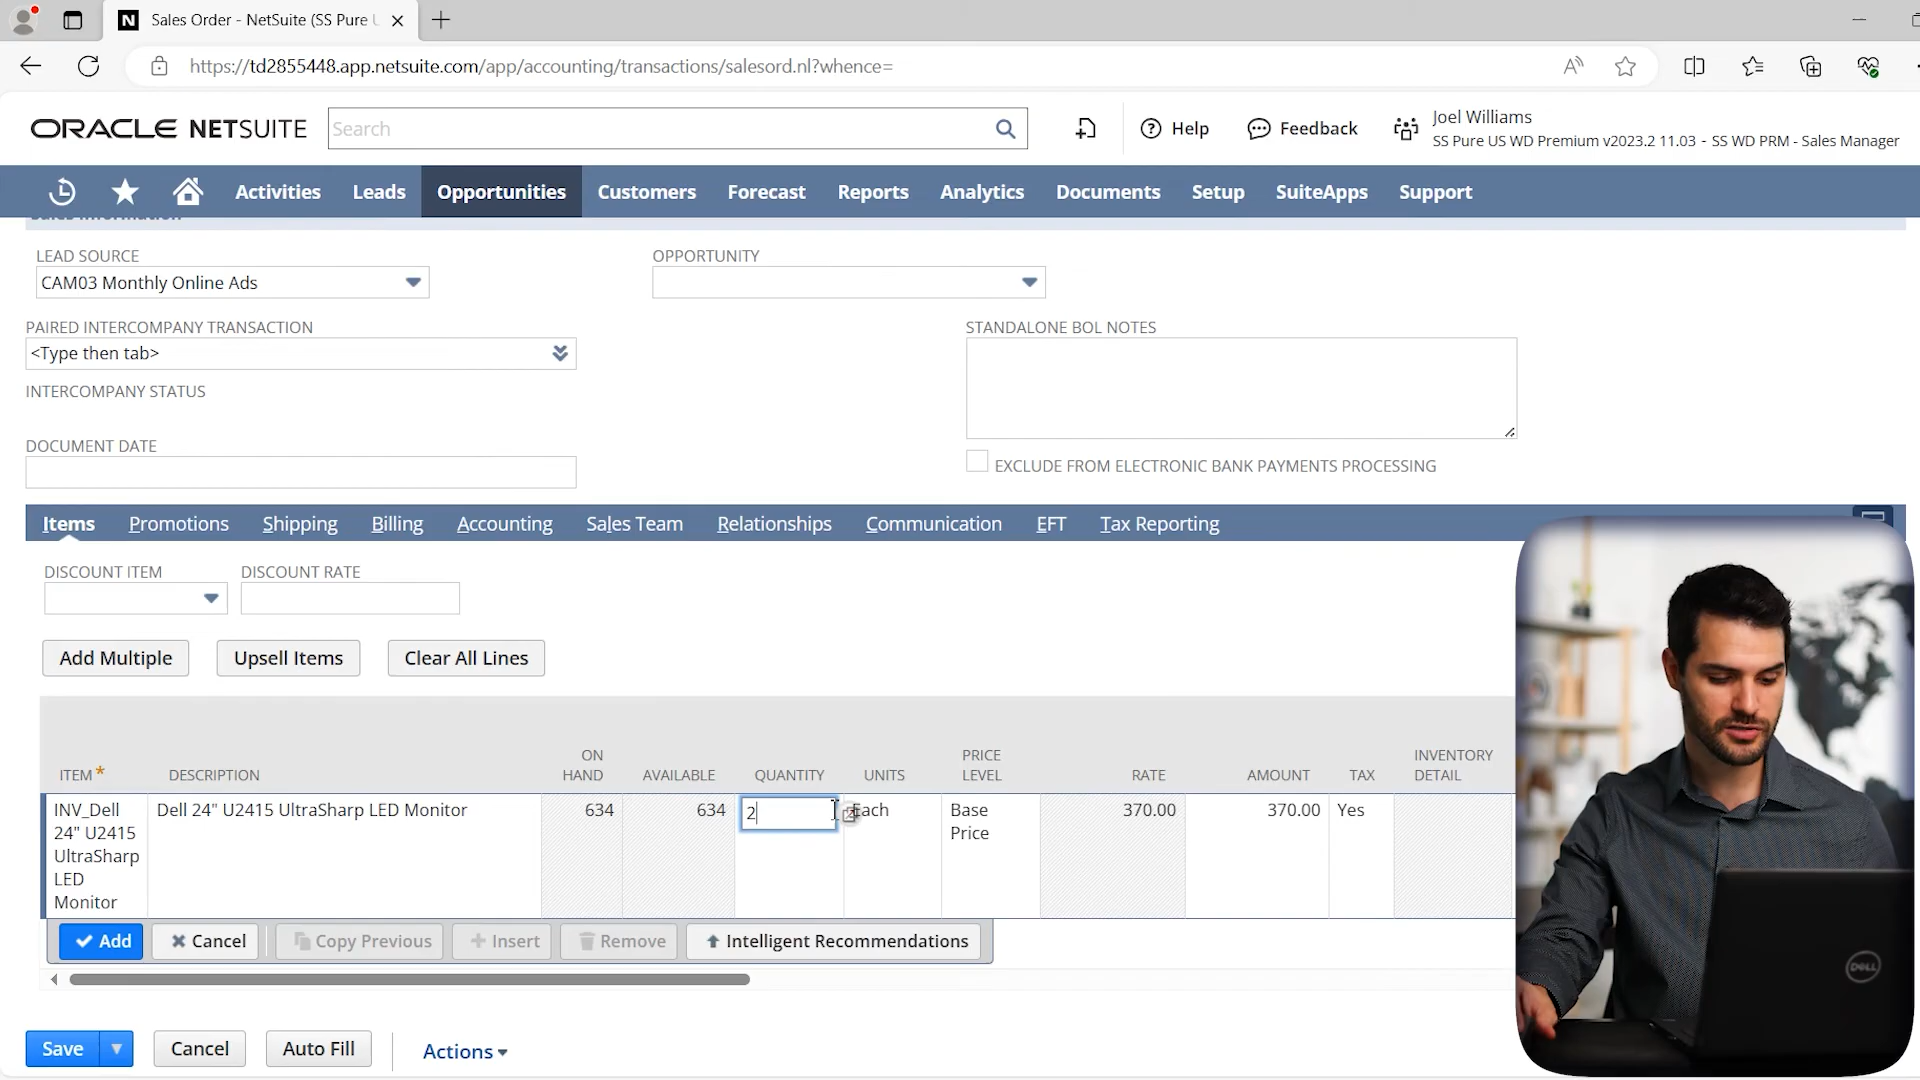 Sales Order - NetSuite (SS Pure U
https://td2855448.app.netsuite.com/app/accounting/transactions/salesord.nl?whence=
ORACLE NETSUITE
Search
Help
Feedback
Joel Williams
SS Pure US WD Premium v2023.2 11.03 - SS WD PRM - Sales Manager
Activities Leads Opportunities Customers Forecast Reports Analytics Documents Setup SuiteApps Support
Sales Information
LEAD SOURCE
CAM03 Monthly Online Ads
OPPORTUNITY
PAIRED INTERCOMPANY TRANSACTION
<Type then tab>
INTERCOMPANY STATUS
DOCUMENT DATE
STANDALONE BOL NOTES
EXCLUDE FROM ELECTRONIC BANK PAYMENTS PROCESSING
Items Promotions Shipping Billing Accounting Sales Team Relationships Communication EFT Tax Reporting
DISCOUNT ITEM
DISCOUNT RATE
Add Multiple
Upsell Items
Clear All Lines
ITEM *
DESCRIPTION
ON
HAND
AVAILABLE
QUANTITY
UNITS
PRICE
LEVEL
RATE
AMOUNT
TAX
INVENTORY
DETAIL
INV_Dell
24" U2415
UltraSharp
LED
Monitor
Dell 24" U2415 UltraSharp LED Monitor
634
634
2
Each
Base
Price
370.00
370.00
Yes
Add
Cancel
Copy Previous
Insert
Remove
Intelligent Recommendations
Save
Cancel
Auto Fill
Actions
DELL